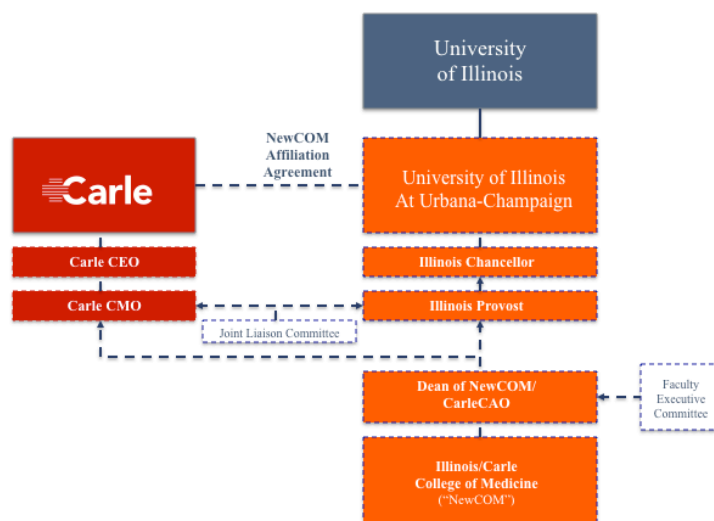 University
of Illinois
NewCOM
Affiliation
Agreement
Carle
University of Illinois
At Urbana-Champaign
Carle CEO
Illinois Chancellor
Carle CMO
Illinois Provost
Joint Liaison Committee
Dean of NewCOM/
CarleCAO
Faculty
Executive
Committee
Illinois/Carle
College of Medicine
("NewCOM")